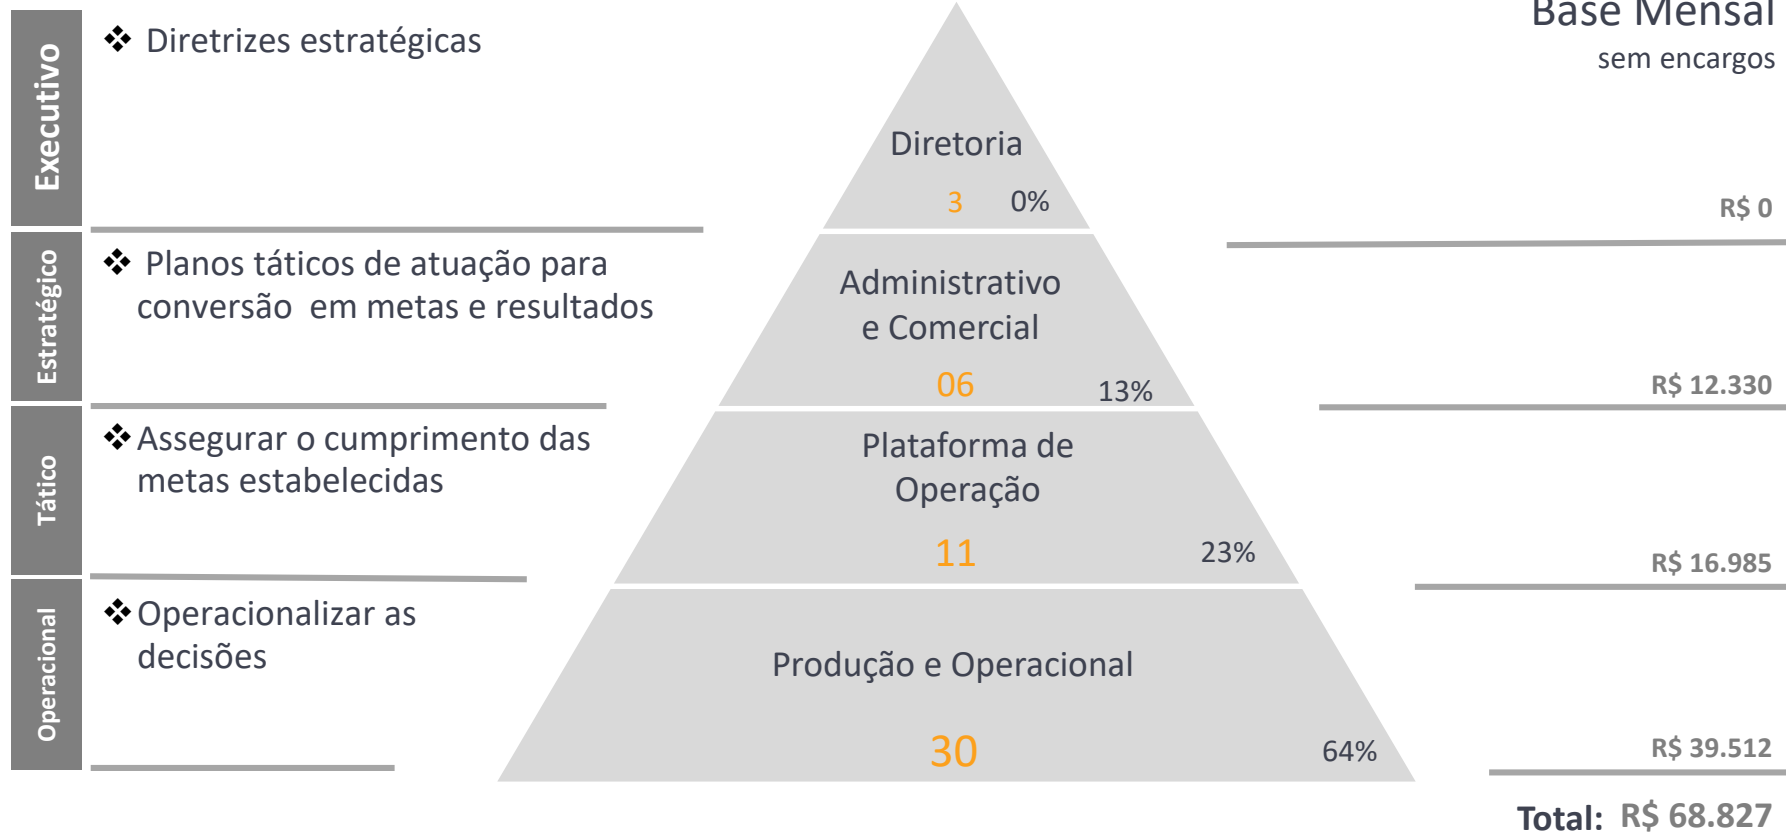 Base Mensal
sem encargos
Executivo
❖ Diretrizes estratégicas
Diretoria
3 0%
R$ 0
Estratégico
❖ Planos táticos de atuação para
conversão em metas e resultados
Administrativo
e Comercial
06 13%
R$ 12.330
Tático
❖ Assegurar o cumprimento das
metas estabelecidas
Plataforma de
Operação
11 23%
R$ 16.985
Operacional
❖ Operacionalizar as
decisões
Produção e Operacional
30 64%
R$ 39.512
Total: R$ 68.827